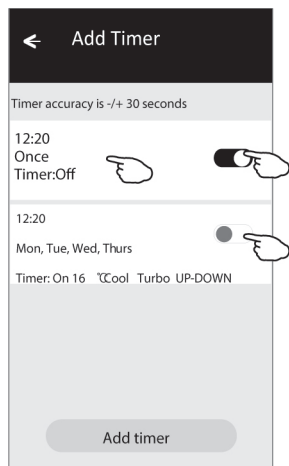 Add Timer
Timer accuracy is -/+ 30 seconds
12:20
Once
Timer:Off
12:20
Mon, Tue, Wed, Thurs
Timer: On 16 ℃Cool Turbo UP-DOWN
Add timer